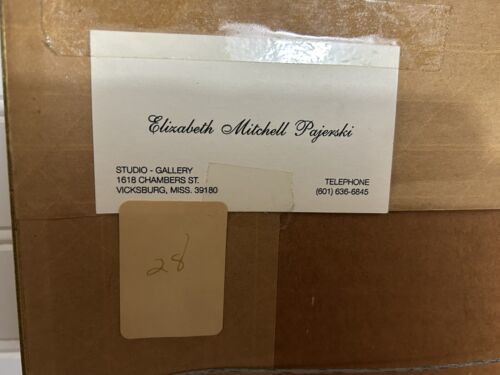 Elizabeth Mitchell Pajerski
STUDIO - GALLERY
1618 CHAMBERS ST.
VICKSBURG, MISS. 39180
TELEPHONE
(601) 636-6845
28